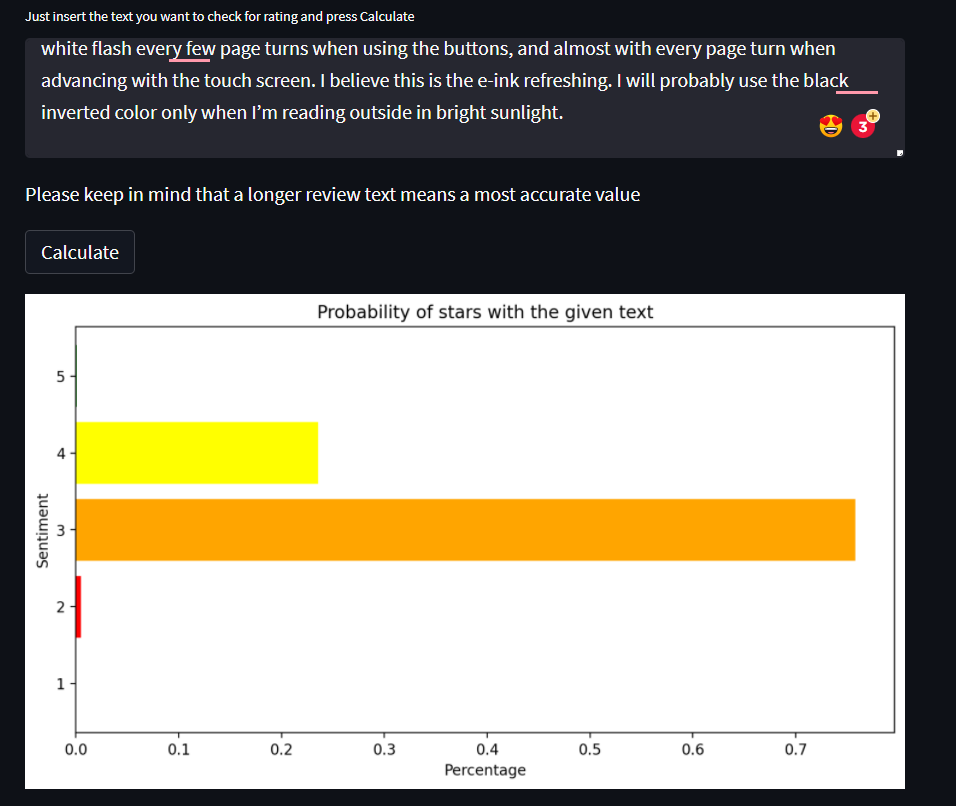 Just insert the text you want to check for rating and press Calculate
white flash every few page turns when using the buttons, and almost with every page turn when
advancing with the touch screen. I believe this is the e-ink refreshing. I will probably use the black
inverted color only when I’m reading outside in bright sunlight.
3
+
Please keep in mind that a longer review text means a most accurate value
Calculate
Probability of stars with the given text
5
4
3
2
1
Sentiment
0.0 0.1 0.2 0.3 0.4 0.5 0.6 0.7
Percentage